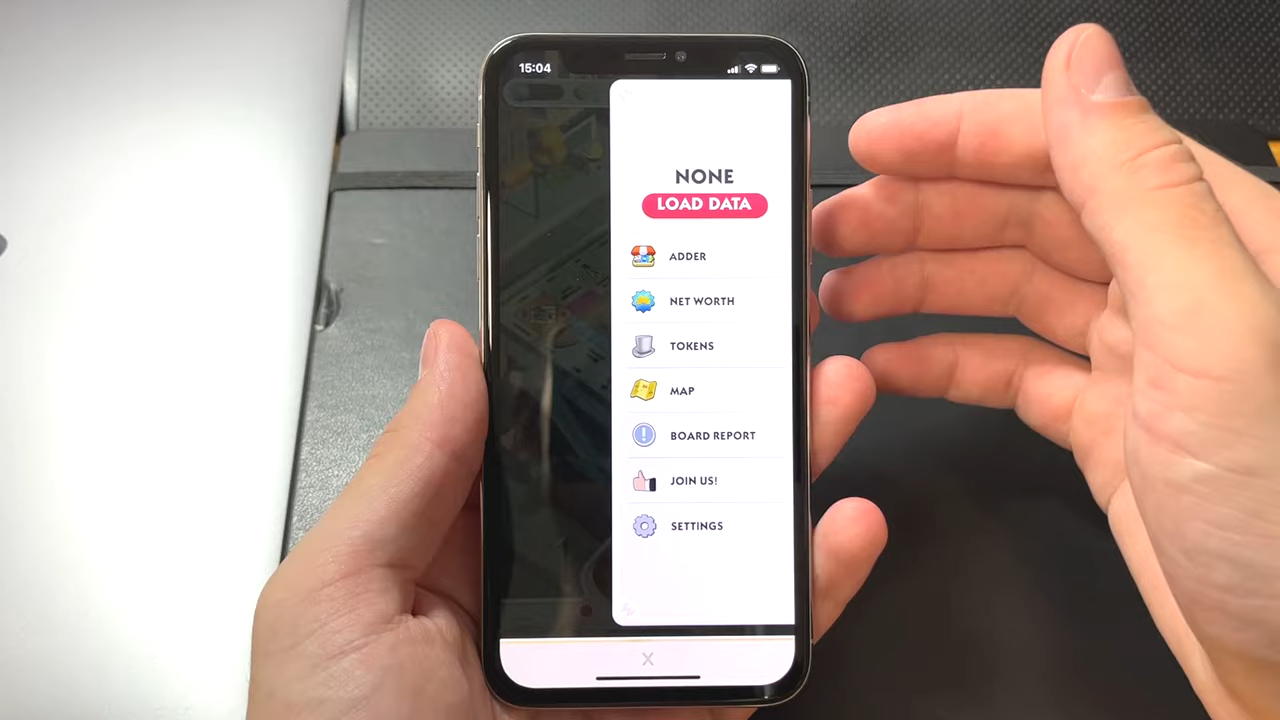 15:04
NONE
LOAD DATA
ADDER
NET WORTH
TOKENS
MAP
BOARD REPORT
JOIN US!
SETTINGS
X